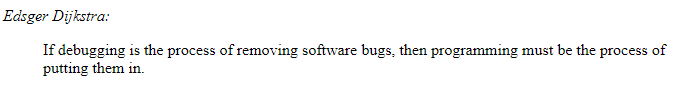 Edsger Dijkstra:
If debugging is the process of removing software bugs, then programming must be the process of
putting them in.